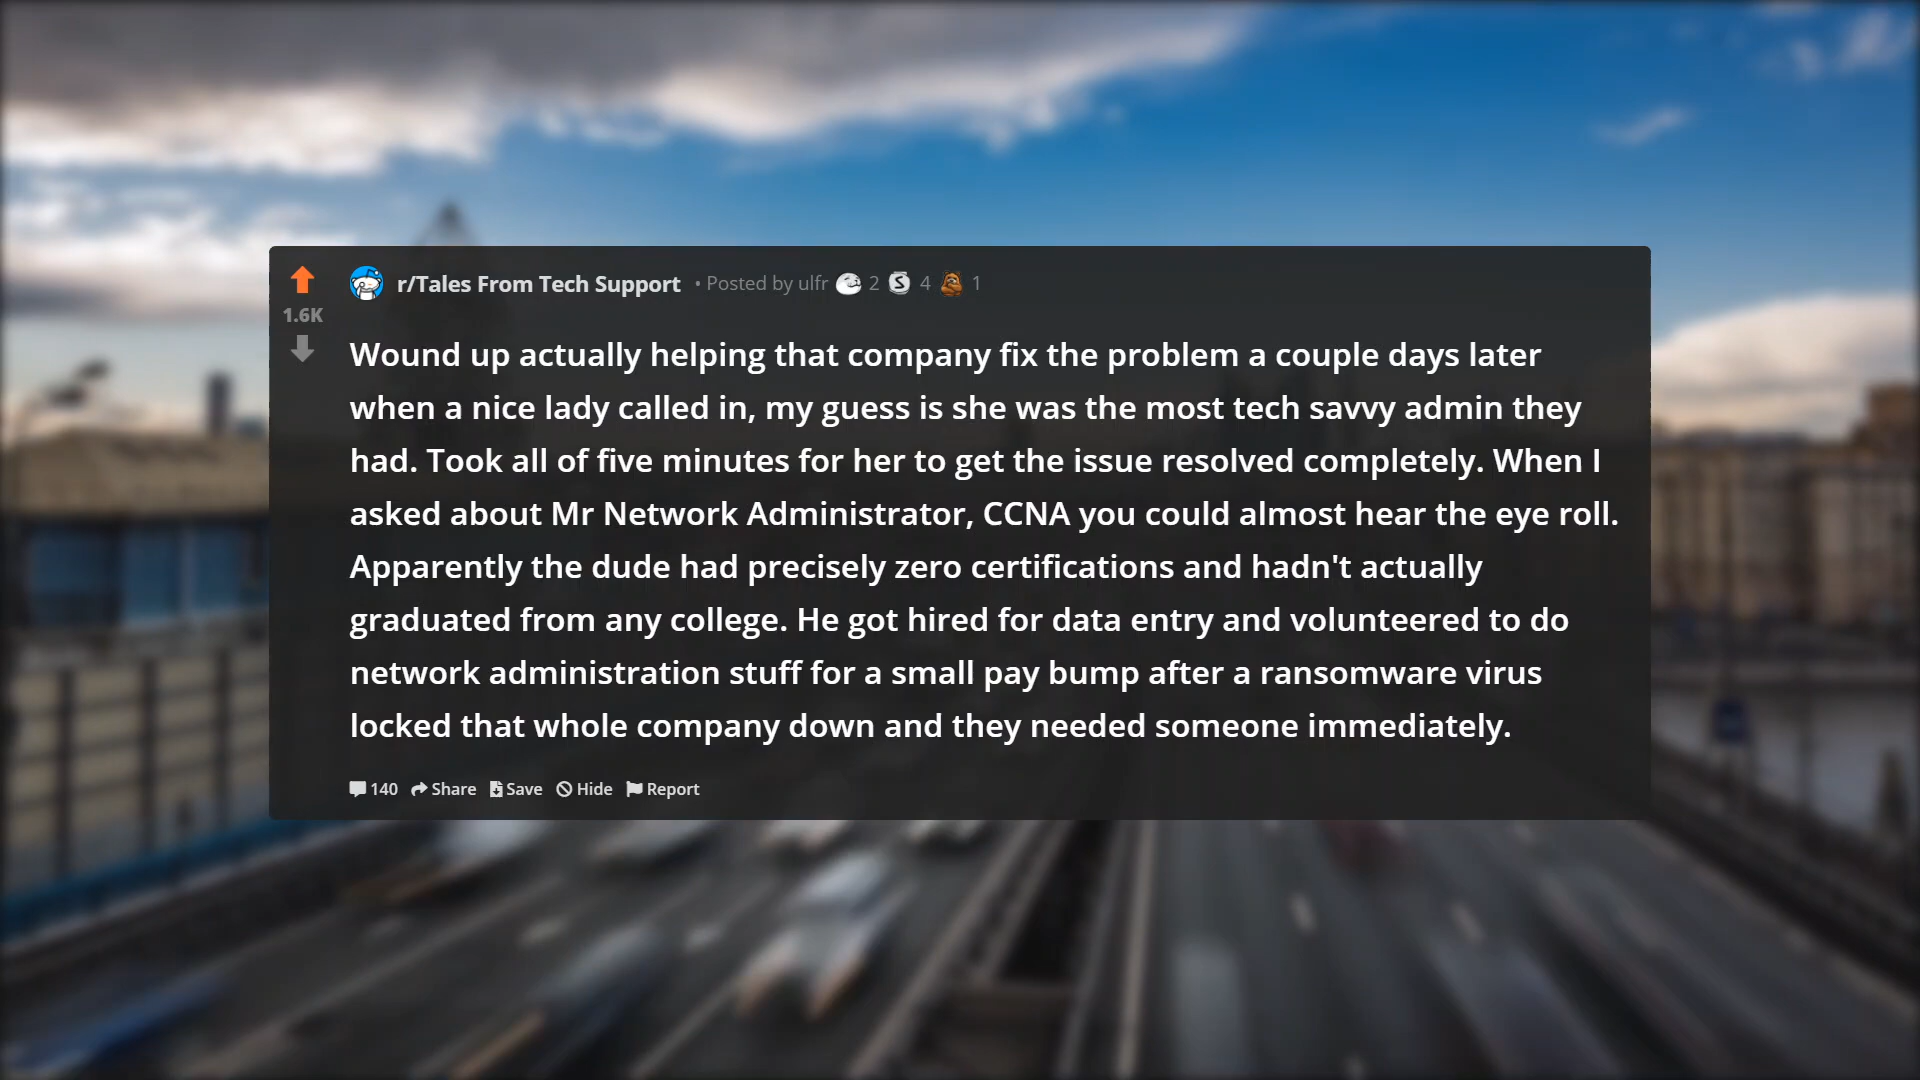 r/Tales From Tech Support • Posted by ulfr 2 4 1
1.6K
Wound up actually helping that company fix the problem a couple days later
when a nice lady called in, my guess is she was the most tech savvy admin they
had. Took all of five minutes for her to get the issue resolved completely. When I
asked about Mr Network Administrator, CCNA you could almost hear the eye roll.
Apparently the dude had precisely zero certifications and hadn't actually
graduated from any college. He got hired for data entry and volunteered to do
network administration stuff for a small pay bump after a ransomware virus
locked that whole company down and they needed someone immediately.
140 Share Save Hide Report